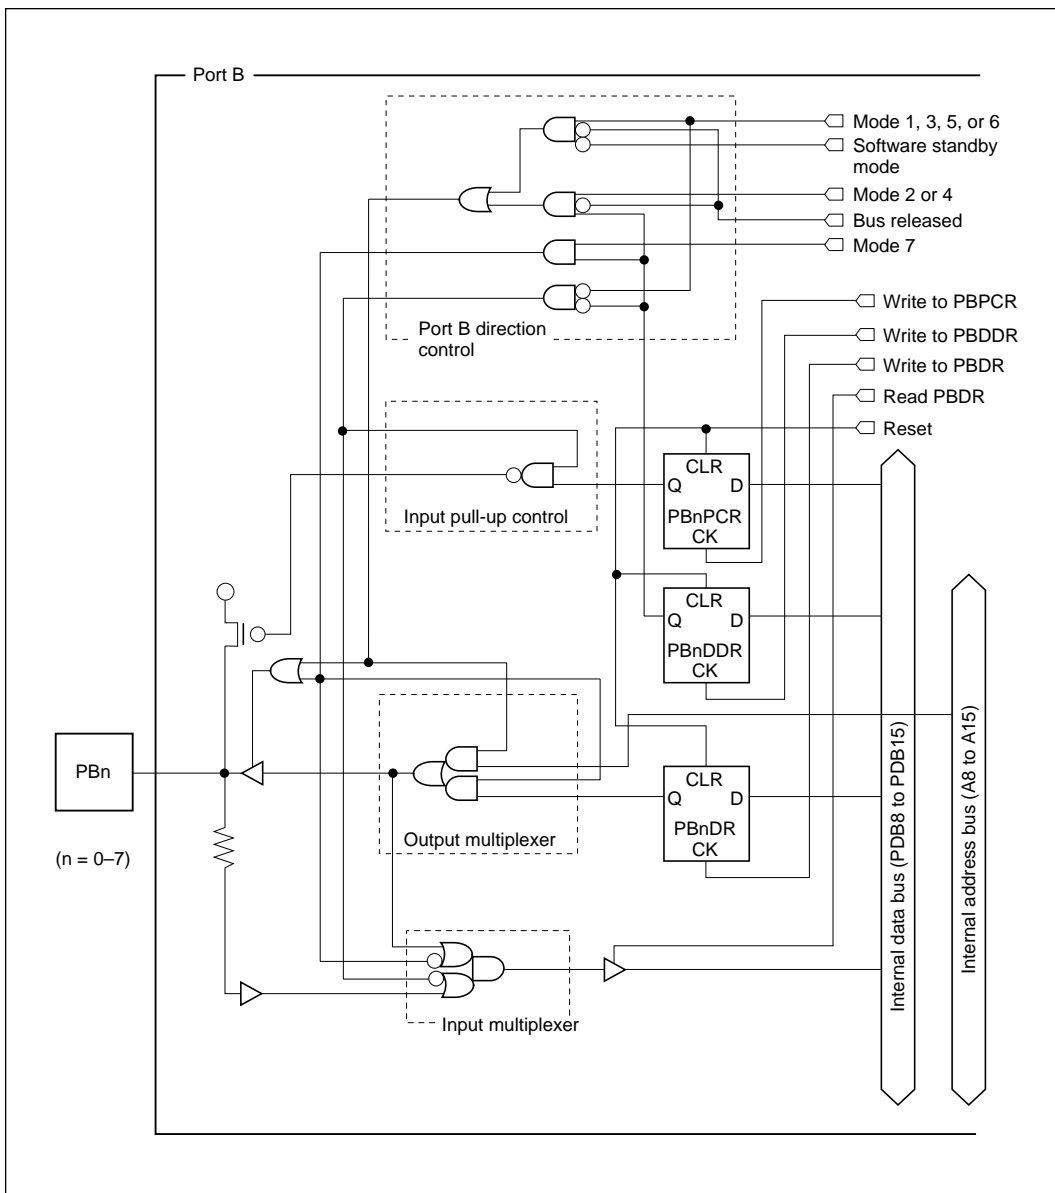 Port B
Mode 1, 3, 5, or 6
Software standby
mode
Mode 2 or 4
Bus released
Mode 7
Port B direction
control
Write to PBPCR
Write to PBDDR
Write to PBDR
Read PBDR
Reset
CLR
Q D
PBnPCR
CK
Input pull-up control
CLR
Q D
PBnDDR
CK
PBn
(n = 0–7)
CLR
Q D
PBnDR
CK
Output multiplexer
Input multiplexer
Internal data bus (PDB8 to PDB15)
Internal address bus (A8 to A15)